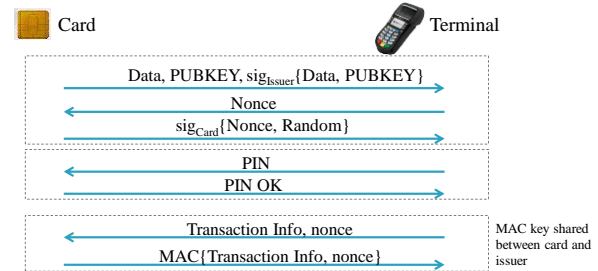 Card
Terminal
Data, PUBKEY, sigIssuer{Data, PUBKEY}
Nonce
sigCard{Nonce, Random}
PIN
PIN OK
Transaction Info, nonce
MAC{Transaction Info, nonce}
MAC key shared
between card and
issuer